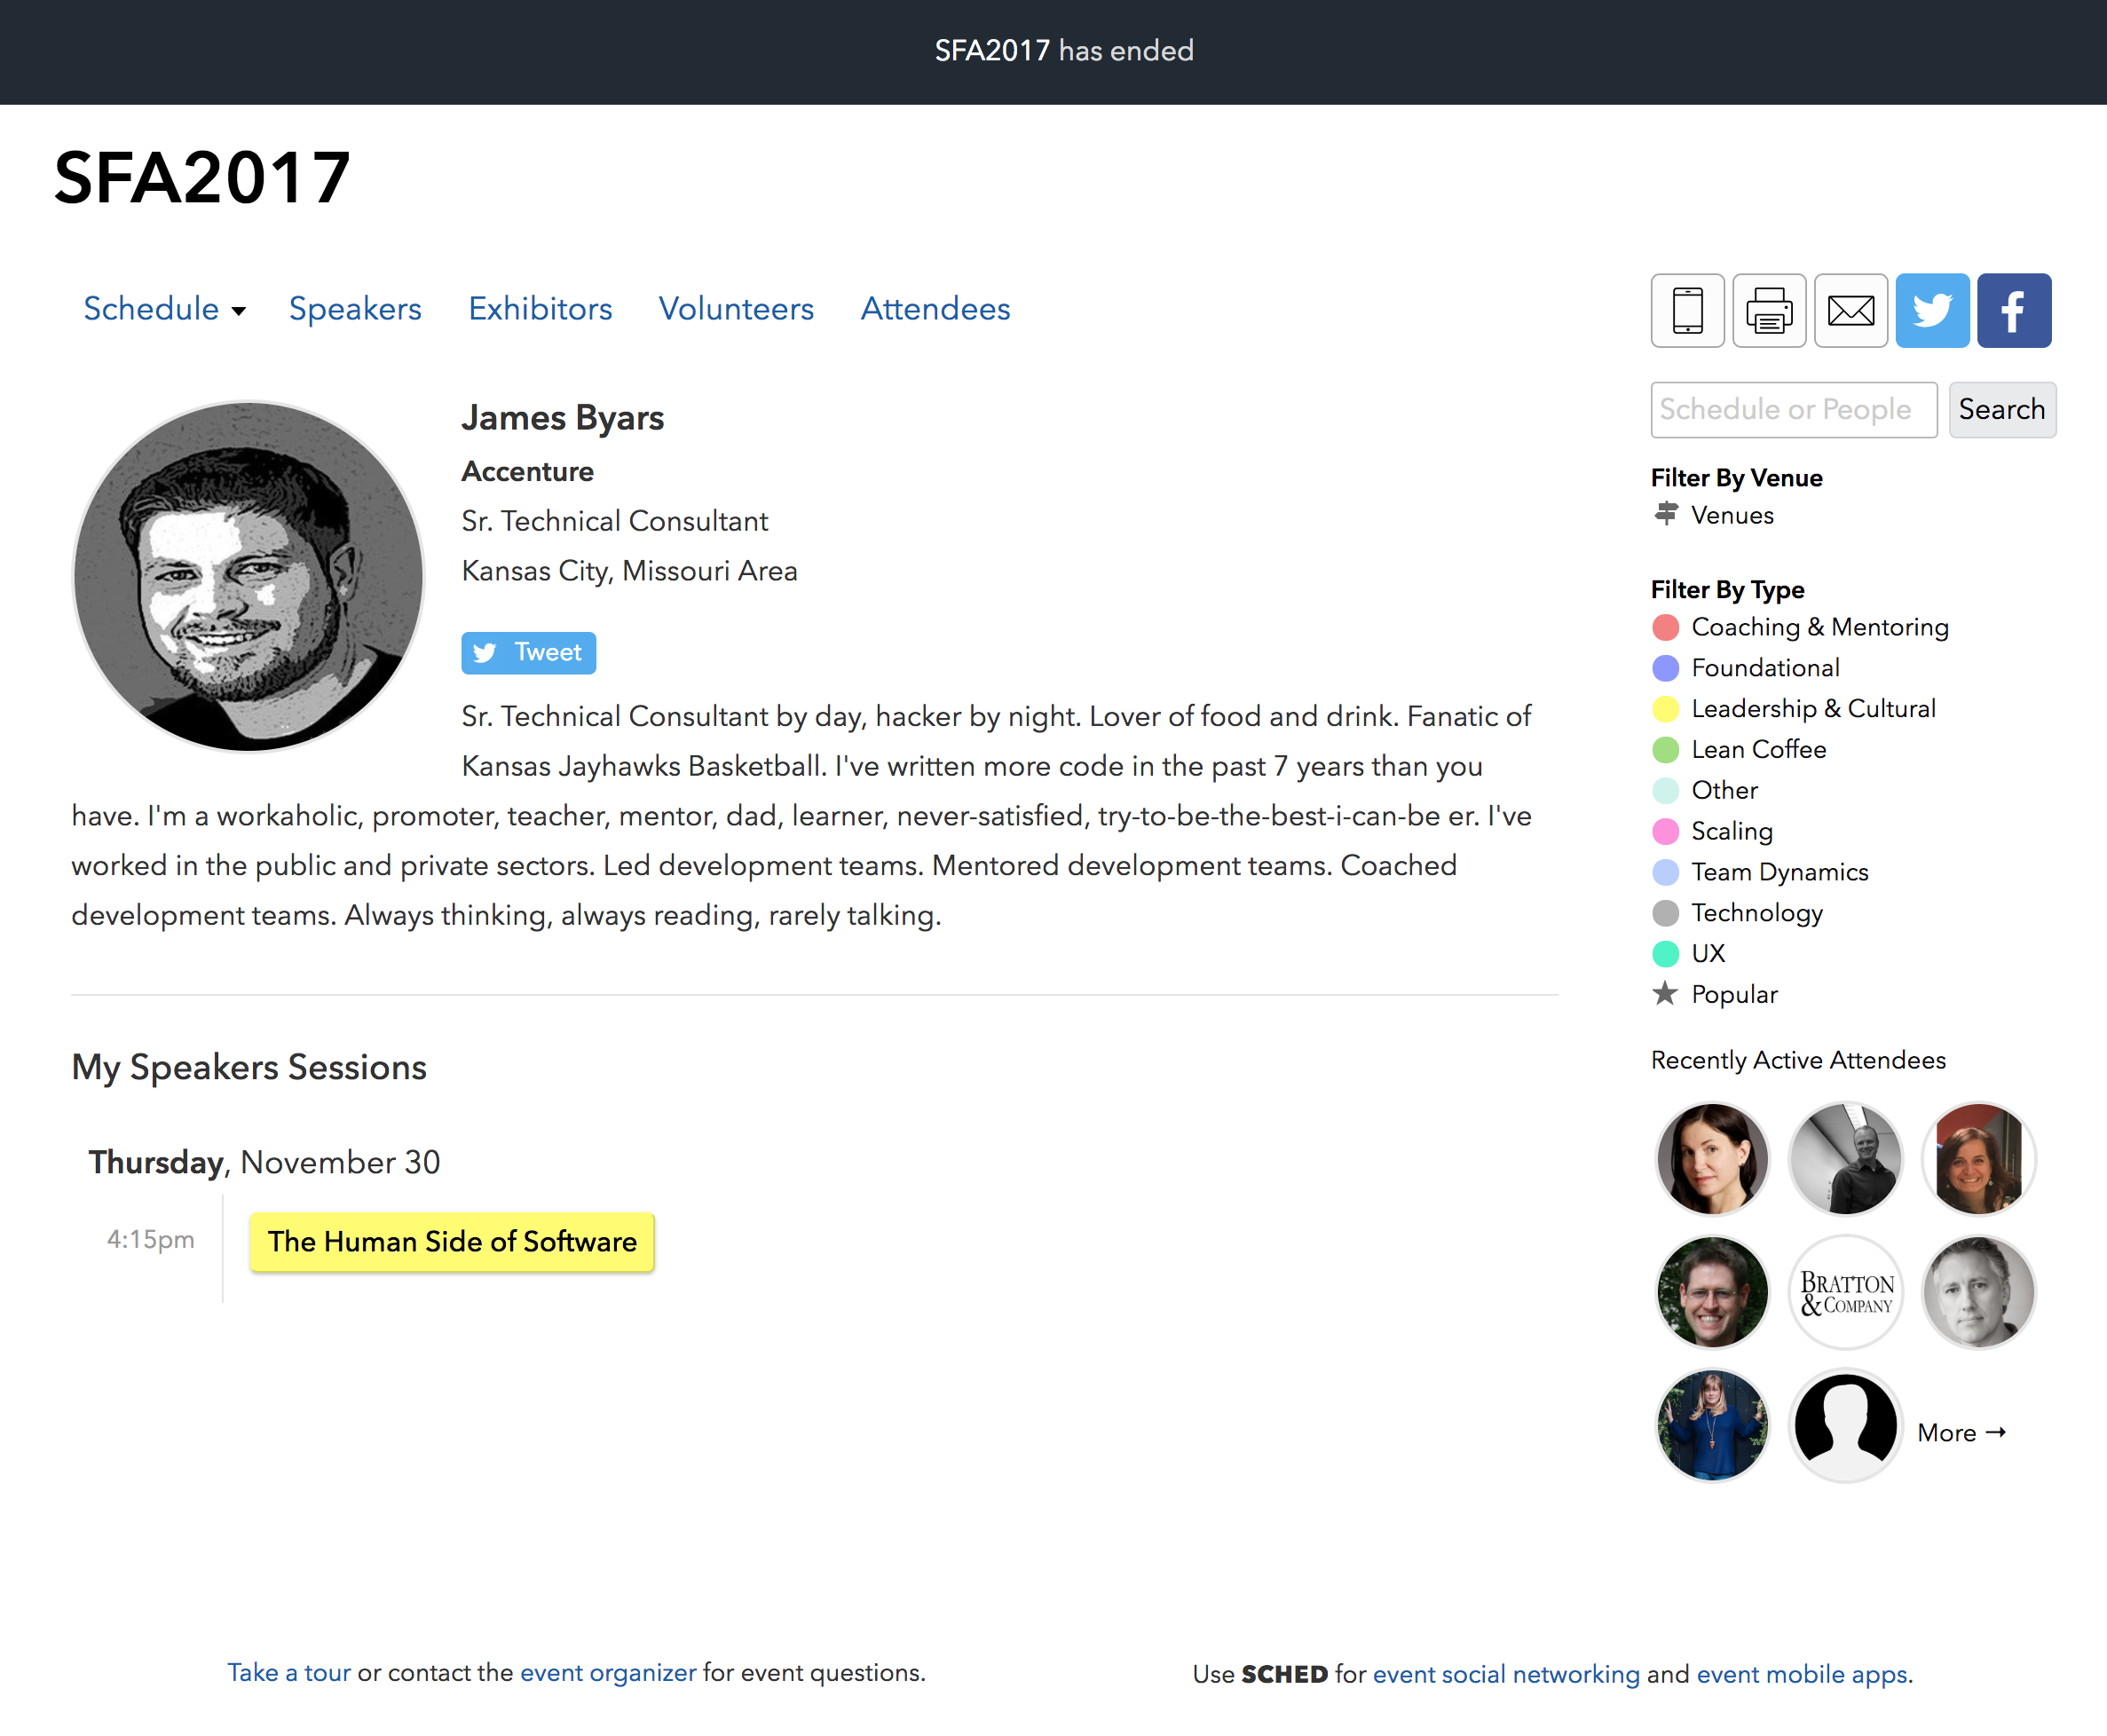 SFA2017 has ended
SFA2017
Schedule Speakers Exhibitors Volunteers Attendees
James Byars
Accenture
Sr. Technical Consultant
Kansas City, Missouri Area
Tweet
Sr. Technical Consultant by day, hacker by night. Lover of food and drink. Fanatic of
Kansas Jayhawks Basketball. I've written more code in the past 7 years than you
have. I'm a workaholic, promoter, teacher, mentor, dad, learner, never-satisfied, try-to-be-the-best-i-can-be er. I've
worked in the public and private sectors. Led development teams. Mentored development teams. Coached
development teams. Always thinking, always reading, rarely talking.
My Speakers Sessions
Thursday, November 30
4:15pm
The Human Side of Software
Schedule or People
Search
Filter By Venue
Venues
Filter By Type
Coaching & Mentoring
Foundational
Leadership & Cultural
Lean Coffee
Other
Scaling
Team Dynamics
Technology
UX
Popular
Recently Active Attendees
BRATTON
& COMPANY
More →
Take a tour or contact the event organizer for event questions.
Use SCHED for event social networking and event mobile apps.